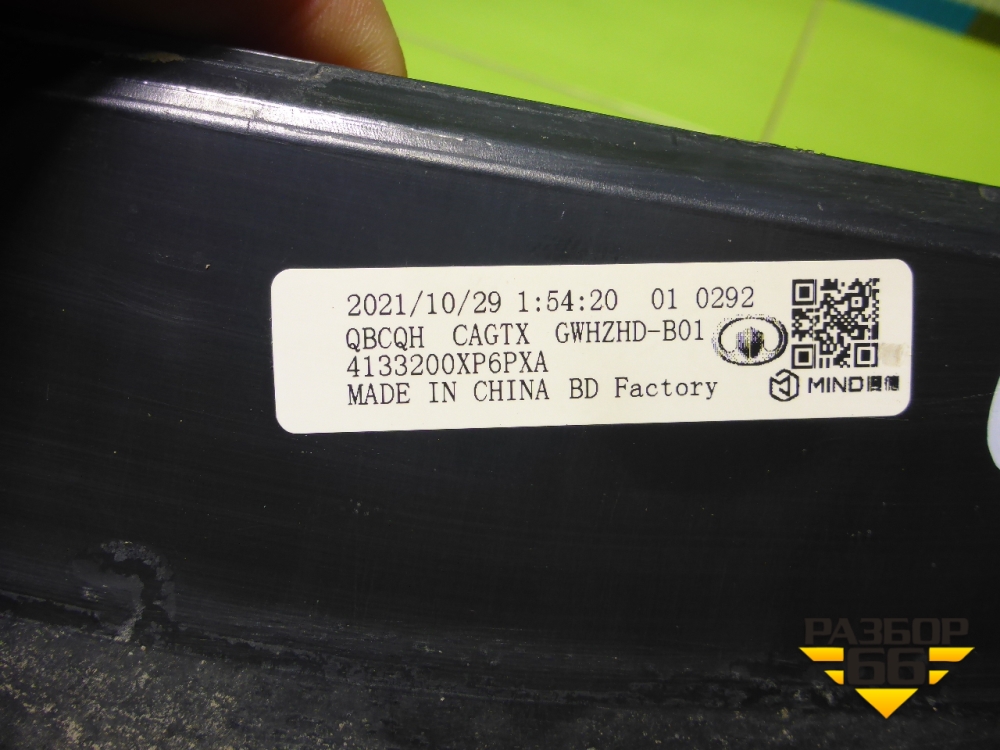 2021/10/29 1:54:20 01 0292
QBCQH CAGTX GWHZHD-B01
4133200XP6PXA
MADE IN CHINA BD Factory
MIND
РАЗБОР
66